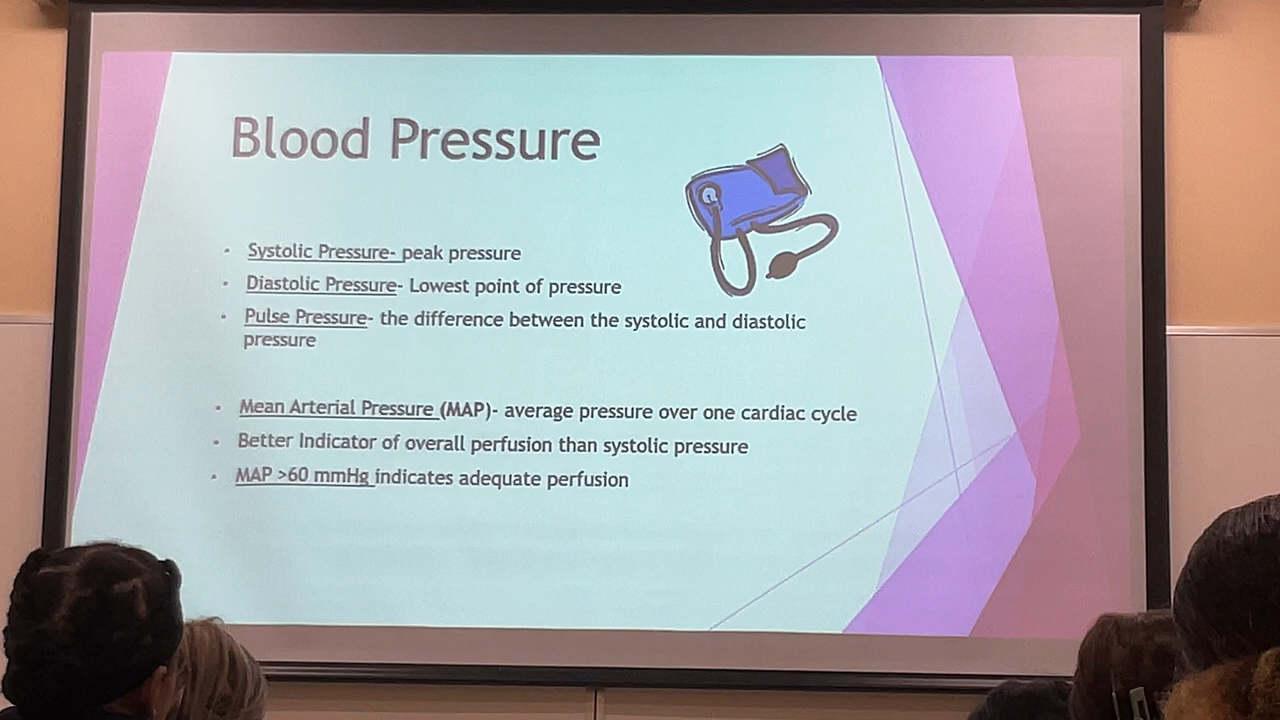 Blood Pressure
• Systolic Pressure- peak pressure
• Diastolic Pressure- Lowest point of pressure
• Pulse Pressure- the difference between the systolic and diastolic
pressure
• Mean Arterial Pressure (MAP)- average pressure over one cardiac cycle
• Better Indicator of overall perfusion than systolic pressure
• MAP >60 mmHg indicates adequate perfusion